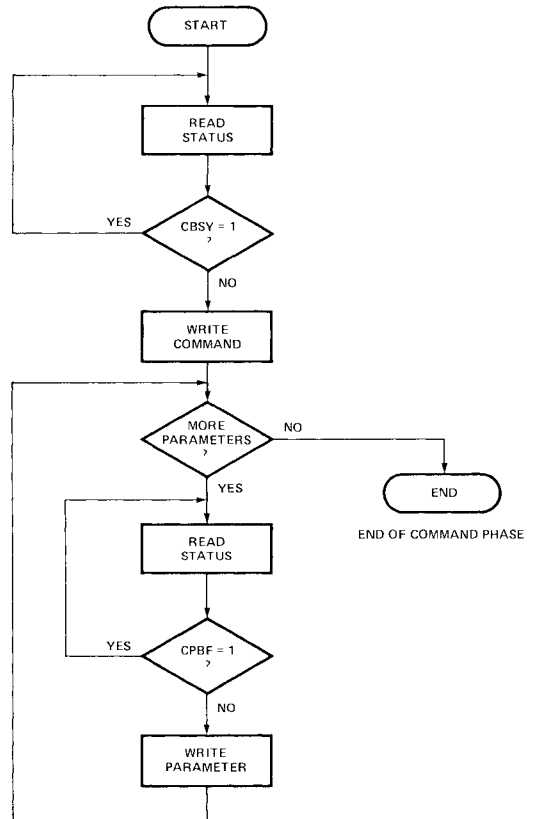 START
READ
STATUS
YES
CBSY = 1
?
NO
WRITE
COMMAND
MORE
PARAMETERS
?
NO
YES
END
READ
STATUS
END OF COMMAND PHASE
YES
CPBF = 1
?
NO
WRITE
PARAMETER